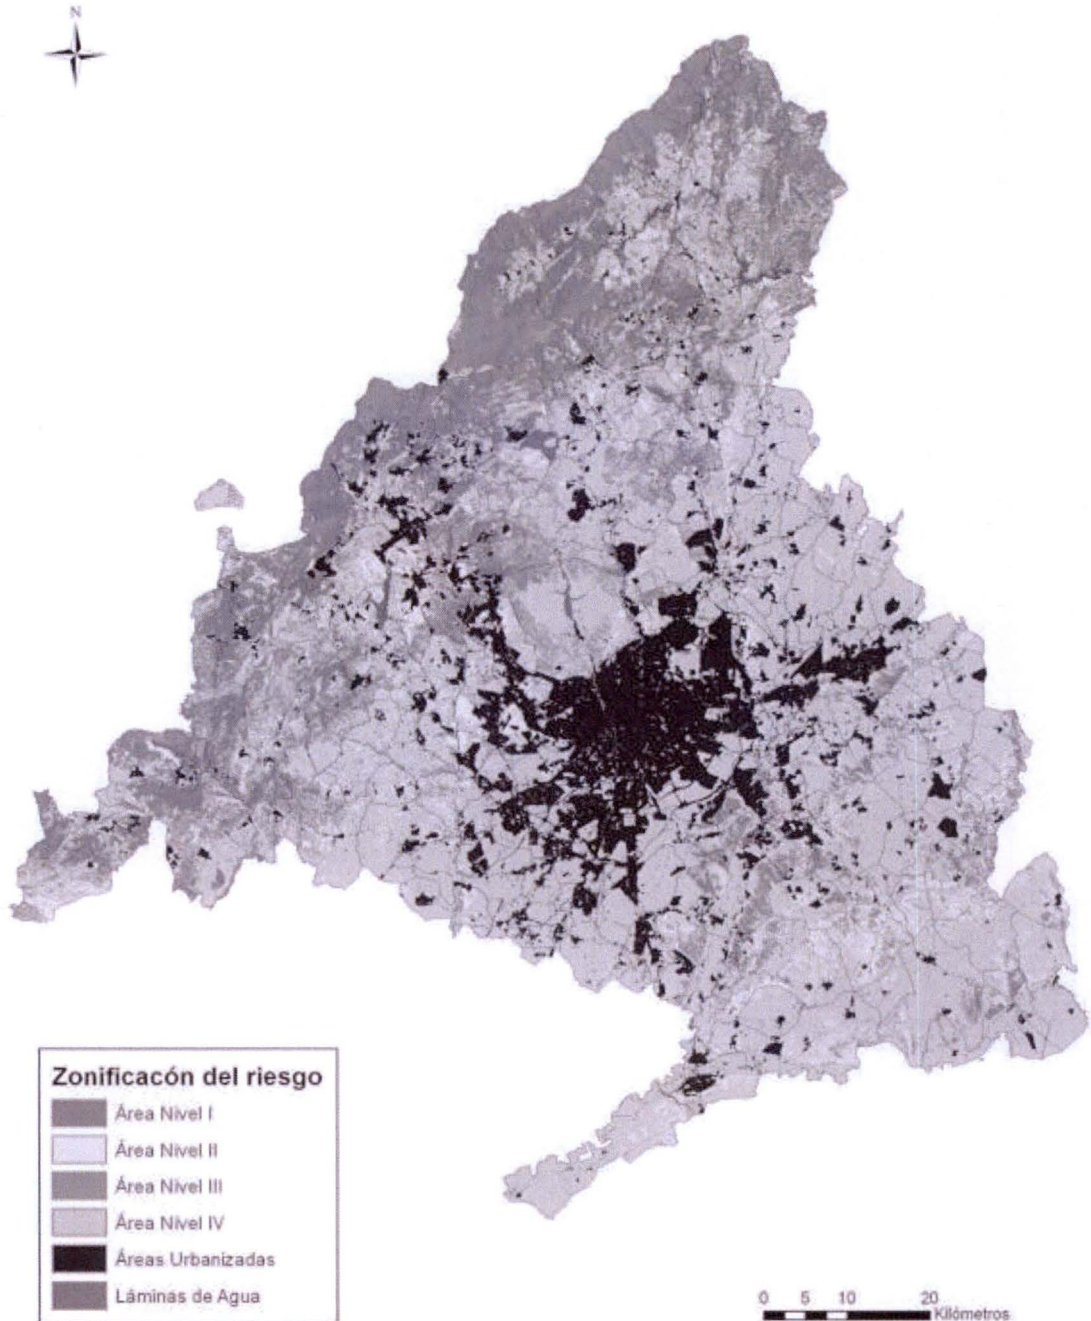 N
Zonificacón del riesgo
Área Nivel I
Área Nivel II
Área Nivel III
Área Nivel IV
Áreas Urbanizadas
Láminas de Agua
0 5 10 20
Kilómetros